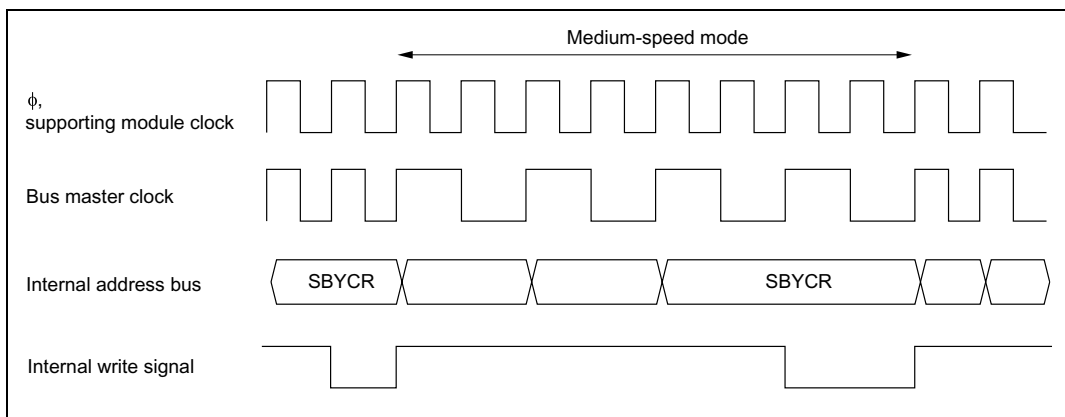 Medium-speed mode
ϕ,
supporting module clock
Bus master clock
Internal address bus
SBYCR
SBYCR
Internal write signal